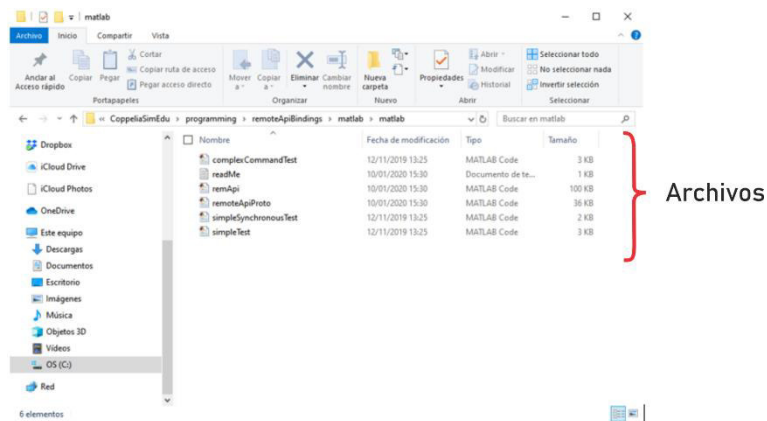 matlab
Archivo Inicio Compartir Vista
Anclar al Acceso rápido
Copiar
Pegar
Cortar
Copiar ruta de acceso
Pegar acceso directo
Portapapeles
Mover a
Copiar a
Eliminar
Cambiar nombre
Organizar
Nueva carpeta
Nuevo
Propiedades
Abrir
Modificar
Historial
Abrir
Seleccionar todo
No seleccionar nada
Invertir selección
Seleccionar
« CoppeliaSimEdu › programming › remoteApiBindings › matlab › matlab
Buscar en matlab
Dropbox
iCloud Drive
iCloud Photos
OneDrive
Este equipo
Descargas
Documentos
Escritorio
Imágenes
Música
Objetos 3D
Vídeos
OS (C:)
Red
Nombre Fecha de modificación Tipo Tamaño
complexCommandTest 12/11/2019 13:25 MATLAB Code 3 KB
readMe 10/01/2020 15:30 Documento de te... 1 KB
remApi 10/01/2020 15:30 MATLAB Code 100 KB
remoteApiProto 10/01/2020 15:30 MATLAB Code 36 KB
simpleSynchronousTest 12/11/2019 13:25 MATLAB Code 2 KB
simpleTest 12/11/2019 13:25 MATLAB Code 3 KB
Archivos
6 elementos